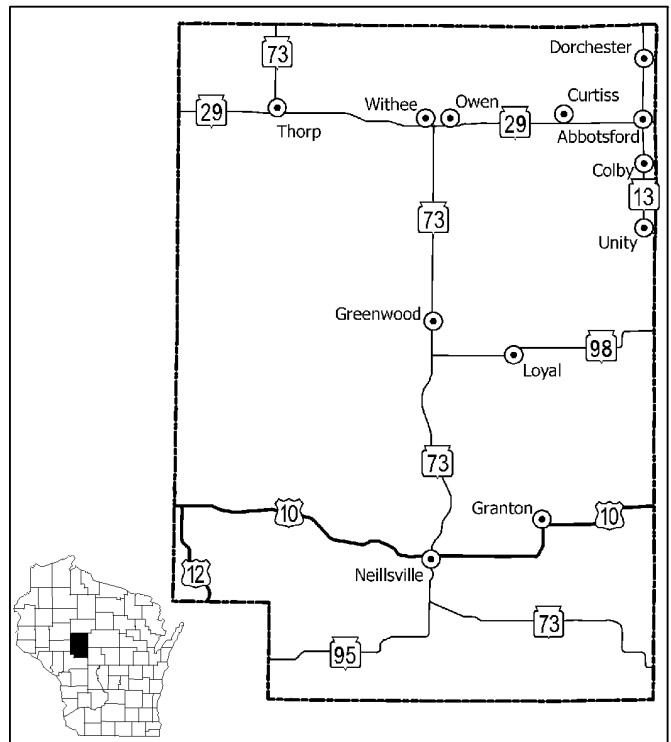 Dorchester
73
Curtiss
Withee
Owen
29
29
Thorp
Abbotsford
Colby
13
73
Unity
Greenwood
98
Loyal
73
Granton
10
10
Neillsville
12
73
95